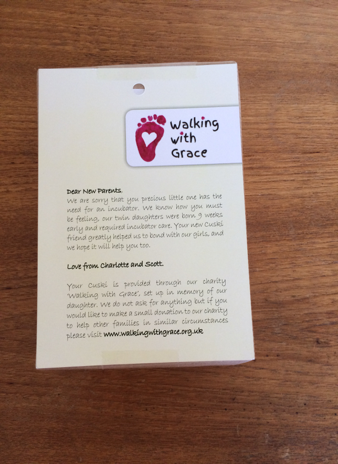 Walking
with
Grace
Dear New Parents.
We are sorry that you precious little one has the
need for an incubator. We know how you must
be feeling, our twin daughters were born 9 weeks
early and required incubator care. Your new Cuski
friend greatly helped us to bond with our girls, and
we hope it will help you too.
Love from Charlotte and Scott.
Your Cuski is provided through our charity
'Walking with Grace', set up in memory of our
daughter. We do not ask for anything but if you
would like to make a small donation to our charity
to help other families in similar circumstances
please visit www.walkingwithgrace.org.uk